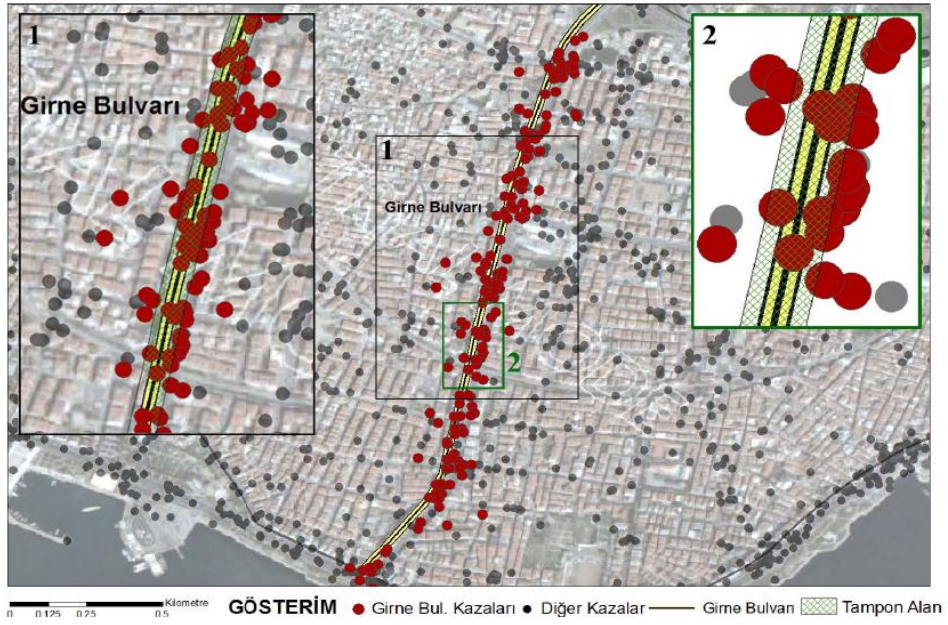 1
Girne Bulvarı
2
1
Girne Bulvarı
2
Kilometre
0 0.125 0.25 0.5
GÖSTERİM Girne Bul. Kazaları Diğer Kazalar Girne Bulvarı Tampon Alan